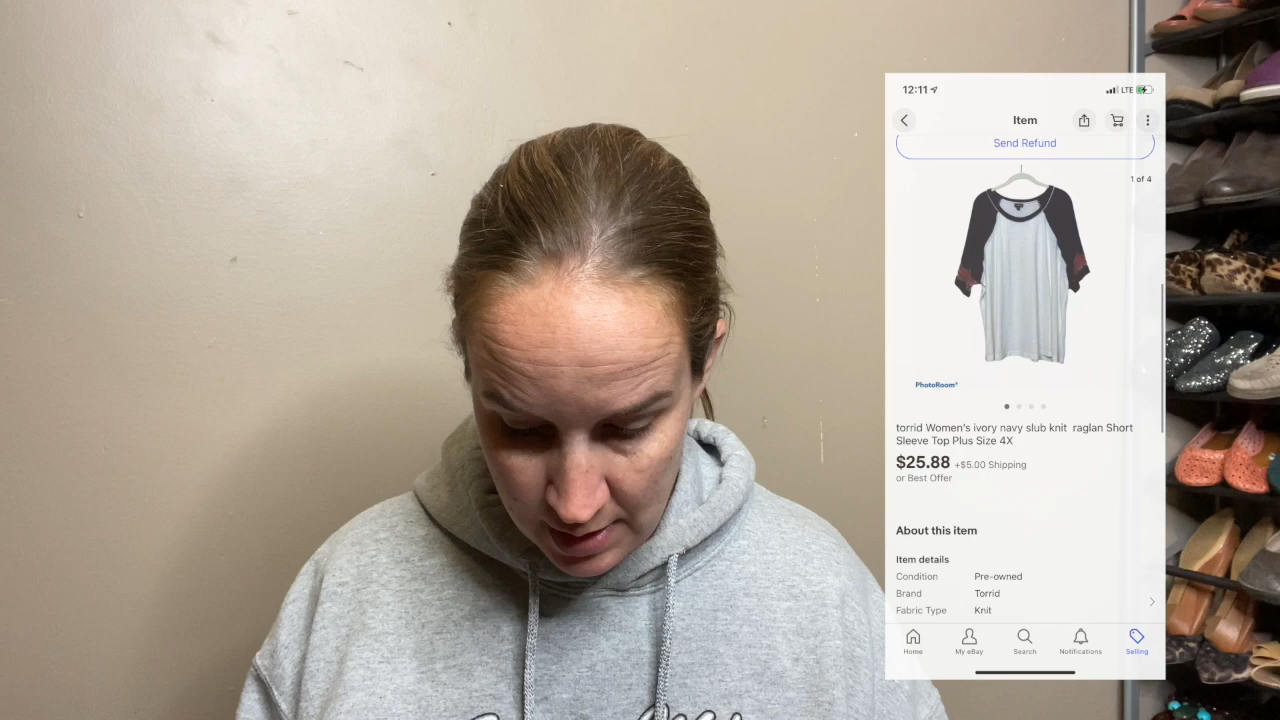 12:11
LTE
Item
Send Refund
1 of 4
PhotoRoom
torrid Women's ivory navy slub knit raglan Short
Sleeve Top Plus Size 4X
$25.88 +$5.00 Shipping
or Best Offer
About this item
Item details
Condition Pre-owned
Brand Torrid
Fabric Type Knit
Home My eBay Search Notifications Selling